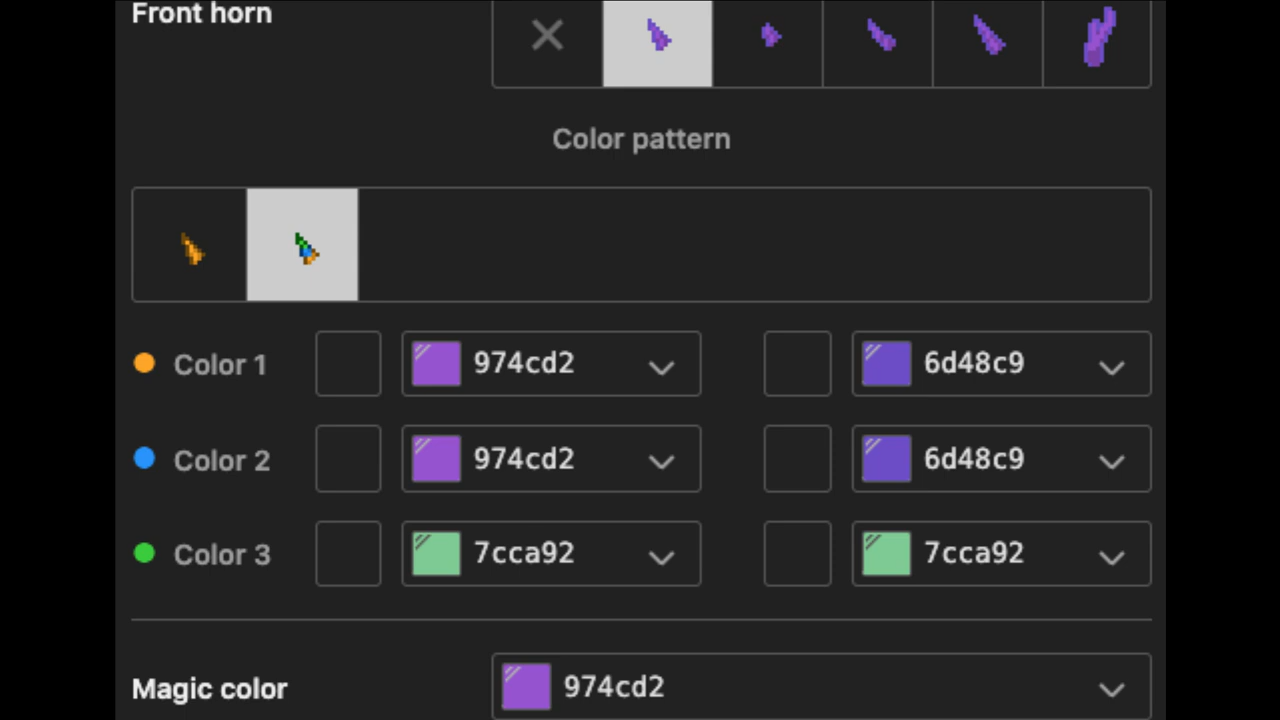 Front horn
Color pattern
Color 1 974cd2 6d48c9
Color 2 974cd2 6d48c9
Color 3 7cca92 7cca92
Magic color 974cd2